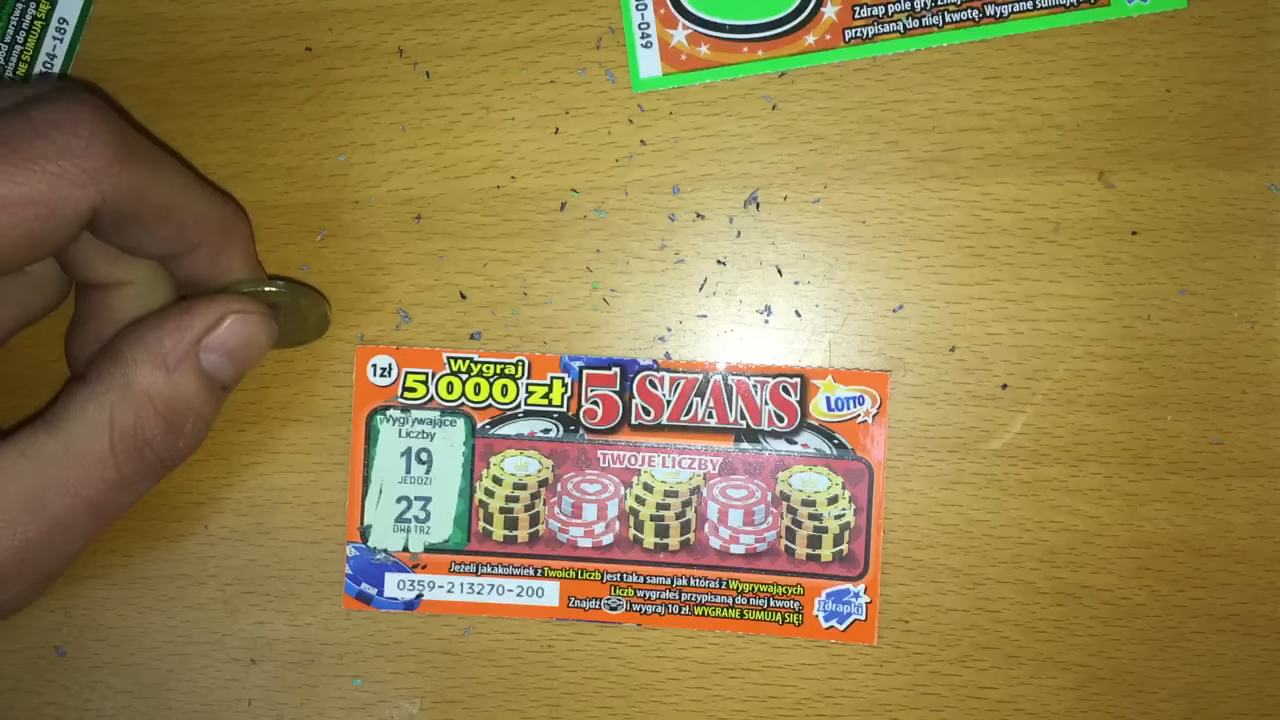 pod warstwą
NE SUMUJĄ SIĘ!
04-189
0-049
Zdrap pole gry.
przypisaną do niej kwotę. Wygrane sumują
1zł
Wygraj
5 000 zł
5 SZANS
LOTTO
Wygrywające
Liczby
19
JEDDZI
23
DWATRZ
TWOJE LICZBY
Jeżeli jakakolwiek z Twoich Liczb jest taka sama jak któraś z Wygrywających
Liczb wygrałeś przypisaną do niej kwotę.
Znajdź i wygraj 10 zł. WYGRANE SUMUJĄ SIĘ!
0359-213270-200
Zdrapki